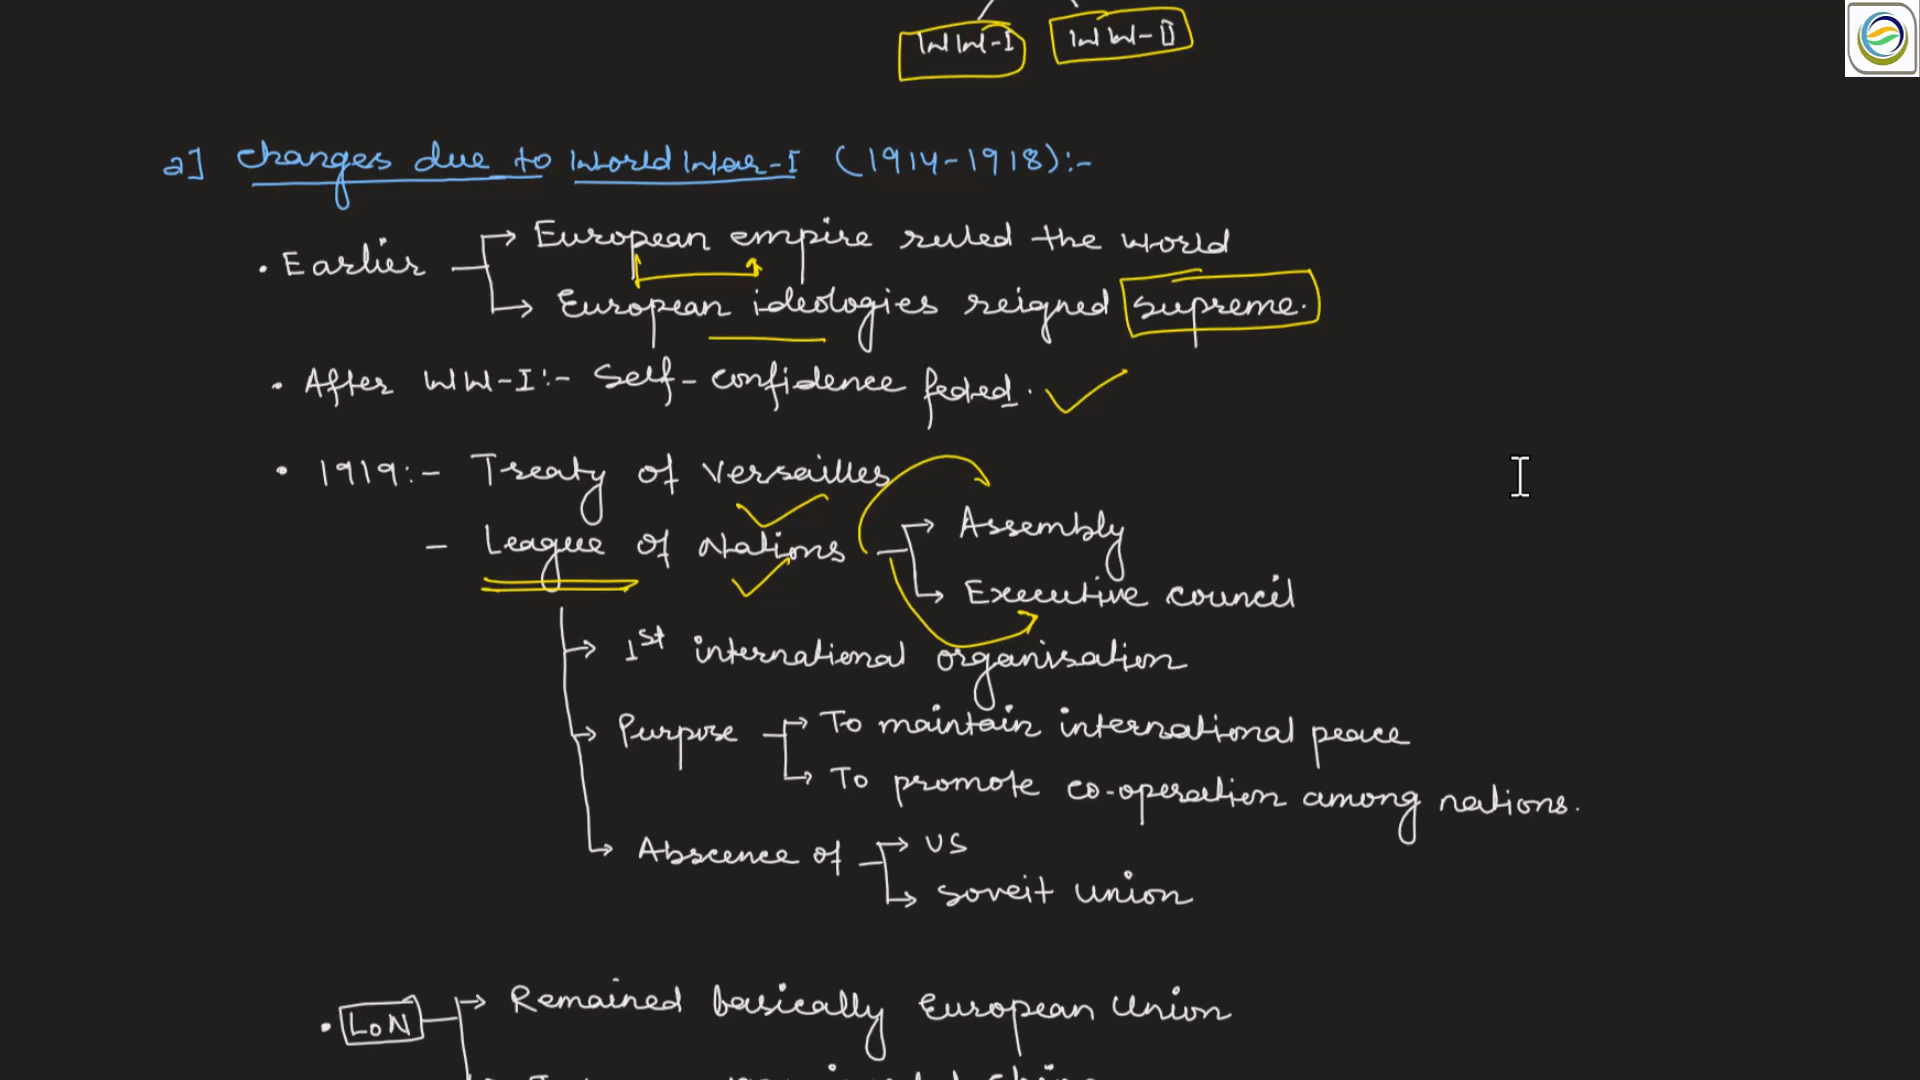 WW-I WW-II
a] Changes due to World War-I (1914-1918):-
• Earlier → European empire ruled the world
→ European ideologies reigned supreme.
• After WW-I:- Self-confidence faded.
• 1919:- Treaty of Versailles
- League of Nations → Assembly
→ Executive council
→ 1st international organisation
→ Purpose → To maintain international peace
→ To promote co-operation among nations.
→ Abscence of → US
→ Soveit Union
• LoN → Remained basically European Union